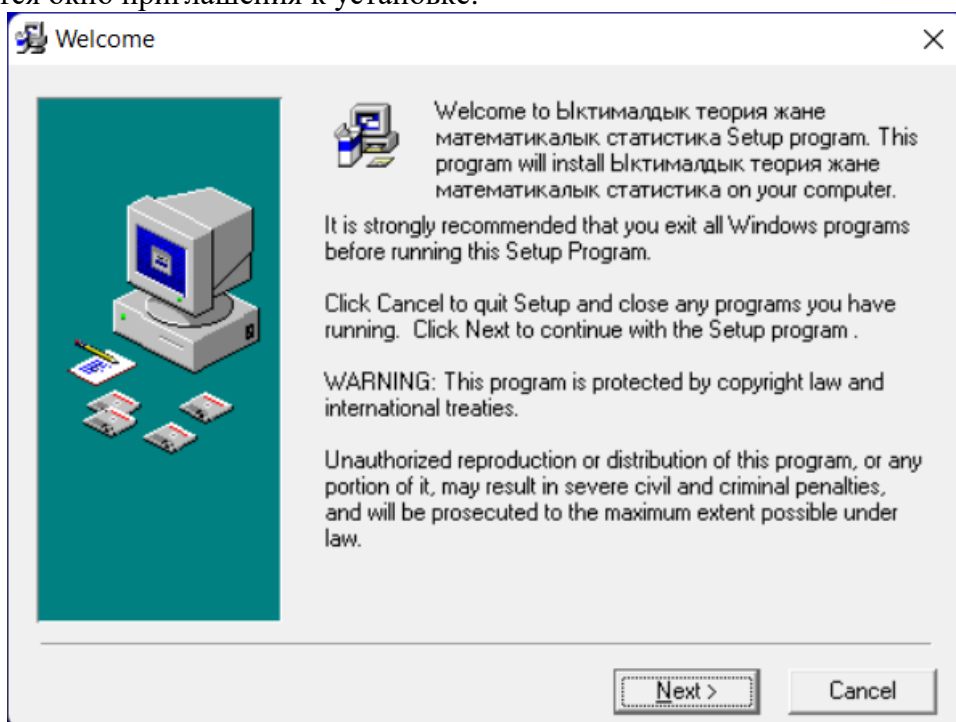 тся окно приглашения к установке.
Welcome
Welcome to Ыктималдык теория жане
математикалык статистика Setup program. This
program will install Ыктималдык теория жане
математикалык статистика on your computer.
It is strongly recommended that you exit all Windows programs
before running this Setup Program.
Click Cancel to quit Setup and close any programs you have
running. Click Next to continue with the Setup program .
WARNING: This program is protected by copyright law and
international treaties.
Unauthorized reproduction or distribution of this program, or any
portion of it, may result in severe civil and criminal penalties,
and will be prosecuted to the maximum extent possible under
law.
Next >
Cancel